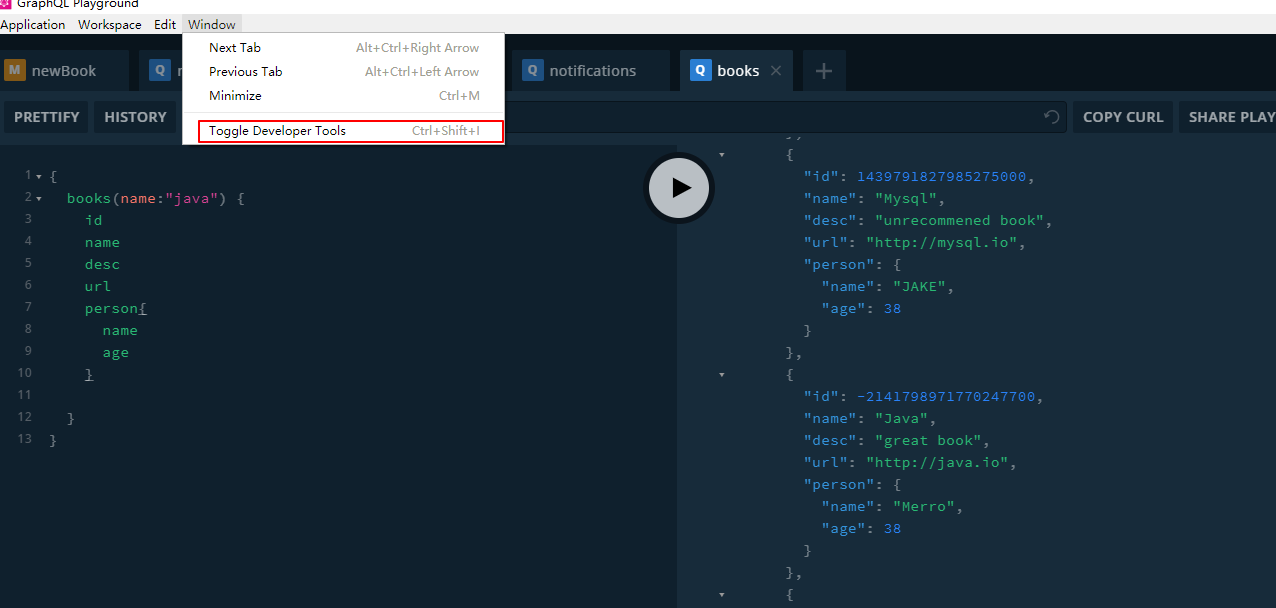 GraphQL Playground
Application Workspace Edit Window
Next Tab Alt+Ctrl+Right Arrow
Previous Tab Alt+Ctrl+Left Arrow
Minimize Ctrl+M
Toggle Developer Tools Ctrl+Shift+I
M newBook
Q
Q notifications
Q books
PRETTIFY
HISTORY
COPY CURL
SHARE PLAY
1 {
2 books(name:"java") {
3 id
4 name
5 desc
6 url
7 person{
8 name
9 age
10 }
11
12 }
13 }
{
"id": 1439791827985275000,
"name": "Mysql",
"desc": "unrecommened book",
"url": "http://mysql.io",
"person": {
"name": "JAKE",
"age": 38
}
},
{
"id": -2141798971770247700,
"name": "Java",
"desc": "great book",
"url": "http://java.io",
"person": {
"name": "Merro",
"age": 38
}
},
{